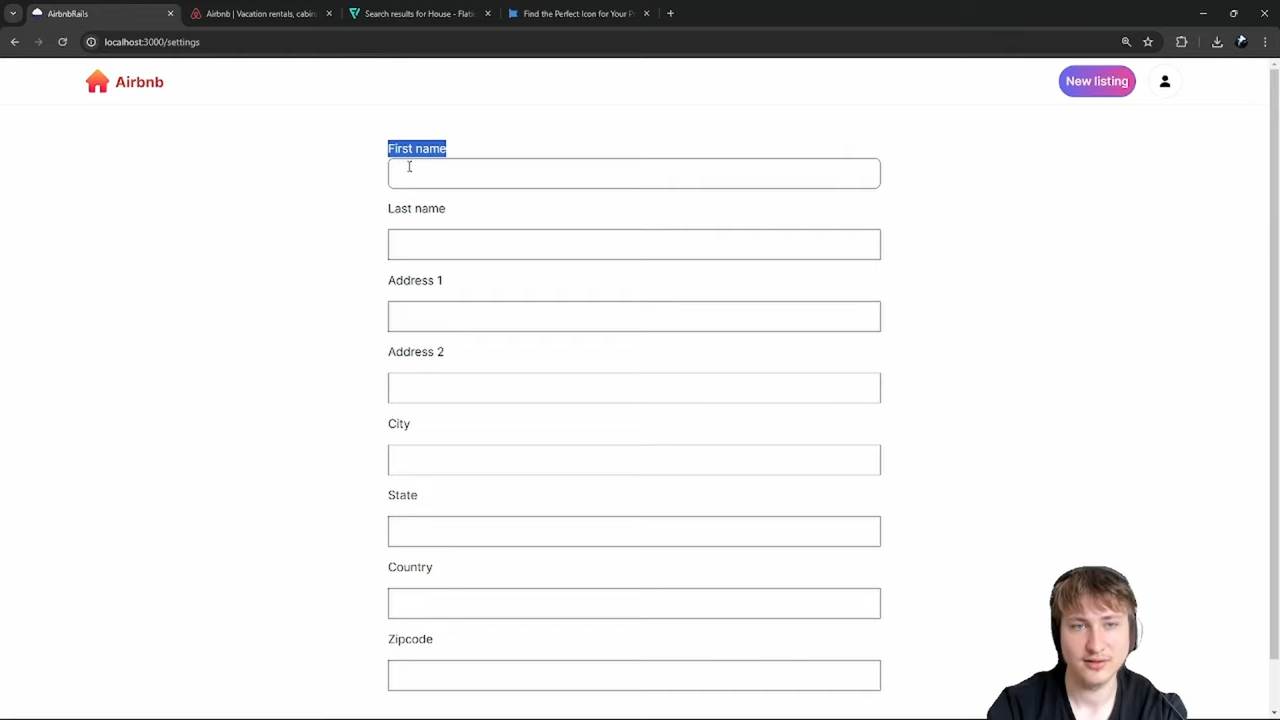 AirbnbRails
Airbnb | Vacation rentals, cabin
Search results for House - Flati
Find the Perfect Icon for Your P
localhost:3000/settings
Airbnb
New listing
First name
Last name
Address 1
Address 2
City
State
Country
Zipcode